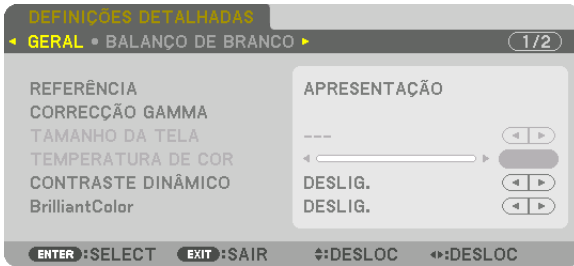 DEFINIÇÕES DETALHADAS
◄ GERAL • BALANÇO DE BRANCO ► 1/2
REFERÊNCIA APRESENTAÇÃO
CORRECÇÃO GAMMA
TAMANHO DA TELA ---
TEMPERATURA DE COR
CONTRASTE DINÂMICO DESLIG.
BrilliantColor DESLIG.
ENTER :SELECT EXIT :SAIR :DESLOC :DESLOC